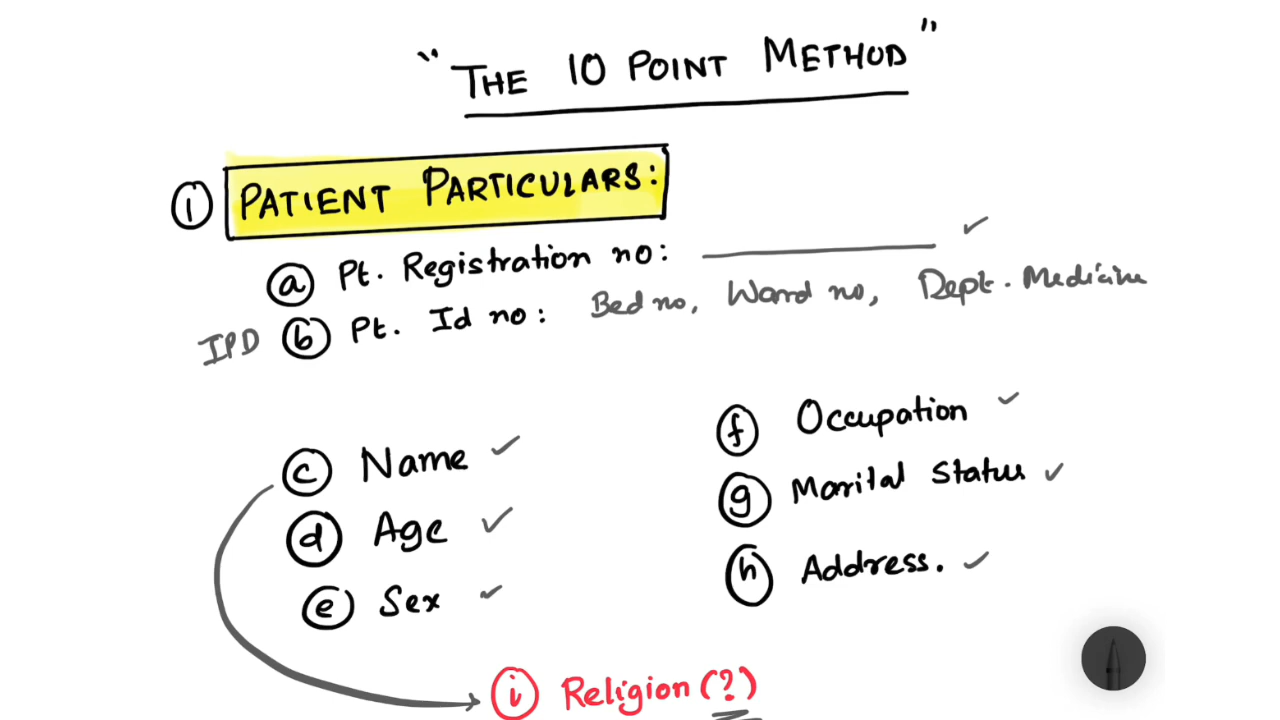 "THE 10 POINT METHOD"
① PATIENT PARTICULARS:
ⓐ Pt. Registration no: ________ ✓
IPD ⓑ Pt. Id no: Bed no, Ward no, Dept. Medicine
ⓒ Name ✓
ⓓ Age ✓
ⓔ Sex ✓
ⓕ Occupation ✓
ⓖ Marital Status ✓
ⓗ Address. ✓
ⓘ Religion (?)